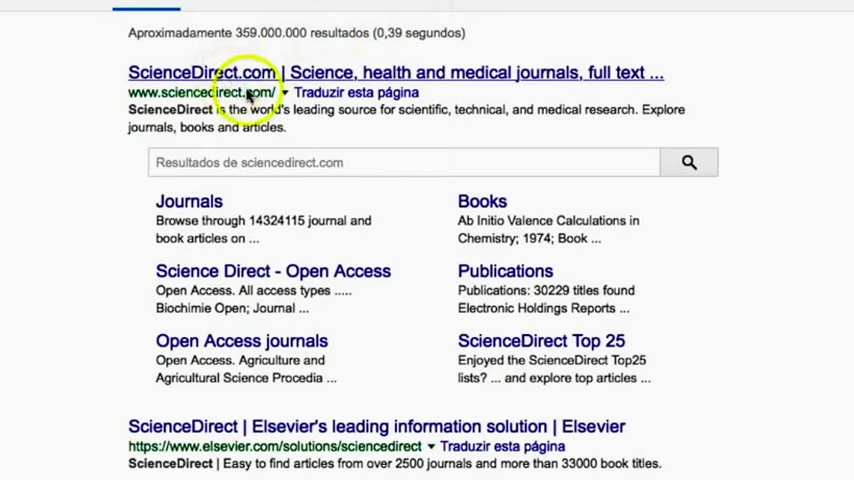 Aproximadamente 359.000.000 resultados (0,39 segundos)
ScienceDirect.com | Science, health and medical journals, full text ...
www.sciencedirect.com/ Traduzir esta página
ScienceDirect is the world's leading source for scientific, technical, and medical research. Explore
journals, books and articles.
Resultados de sciencedirect.com
Journals
Browse through 14324115 journal and
book articles on ...
Books
Ab Initio Valence Calculations in
Chemistry; 1974; Book ...
Science Direct - Open Access
Open Access. All access types .....
Biochimie Open; Journal ...
Publications
Publications: 30229 titles found
Electronic Holdings Reports ...
Open Access journals
Open Access. Agriculture and
Agricultural Science Procedia ...
ScienceDirect Top 25
Enjoyed the ScienceDirect Top25
lists? ... and explore top articles ...
ScienceDirect | Elsevier's leading information solution | Elsevier
https://www.elsevier.com/solutions/sciencedirect Traduzir esta página
ScienceDirect | Easy to find articles from over 2500 journals and more than 33000 book titles.